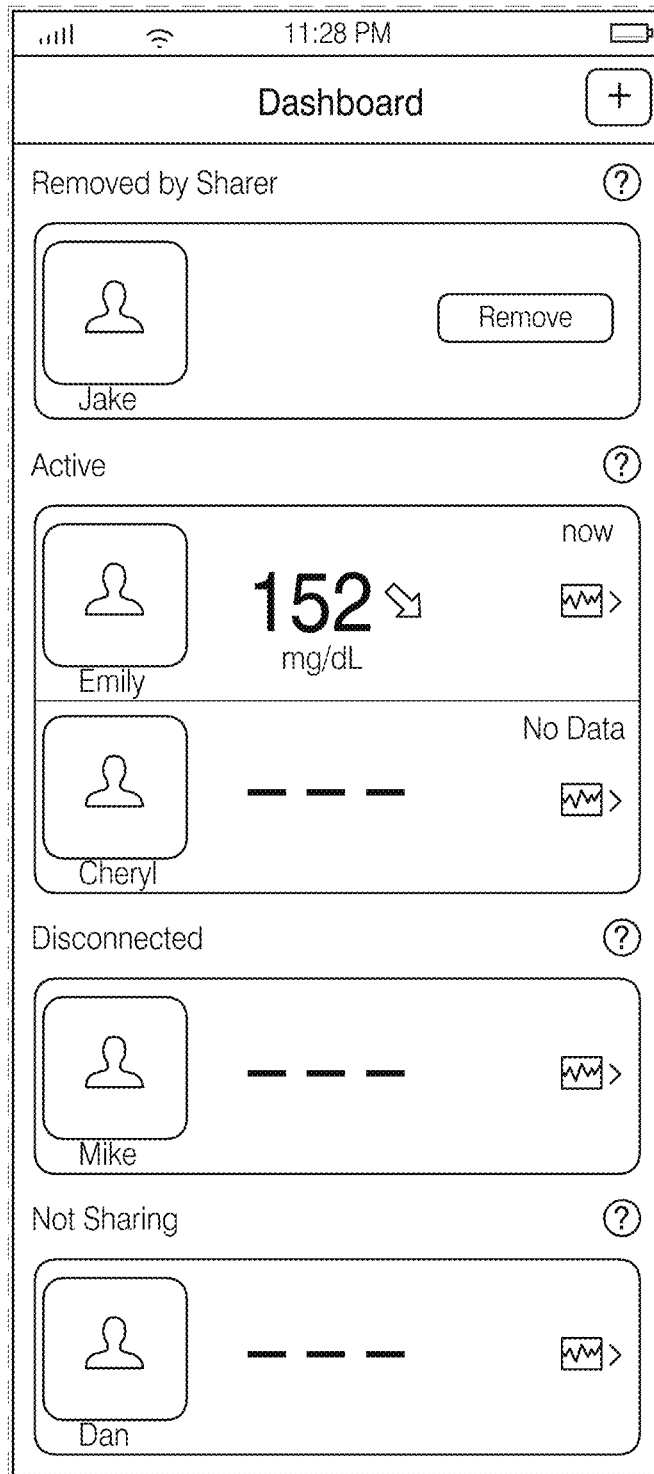 11:28 PM
Dashboard
+
Removed by Sharer ?
Remove
Jake
Active ?
now
152
mg/dL
Emily
No Data
– – –
Cheryl
Disconnected ?
– – –
Mike
Not Sharing ?
– – –
Dan